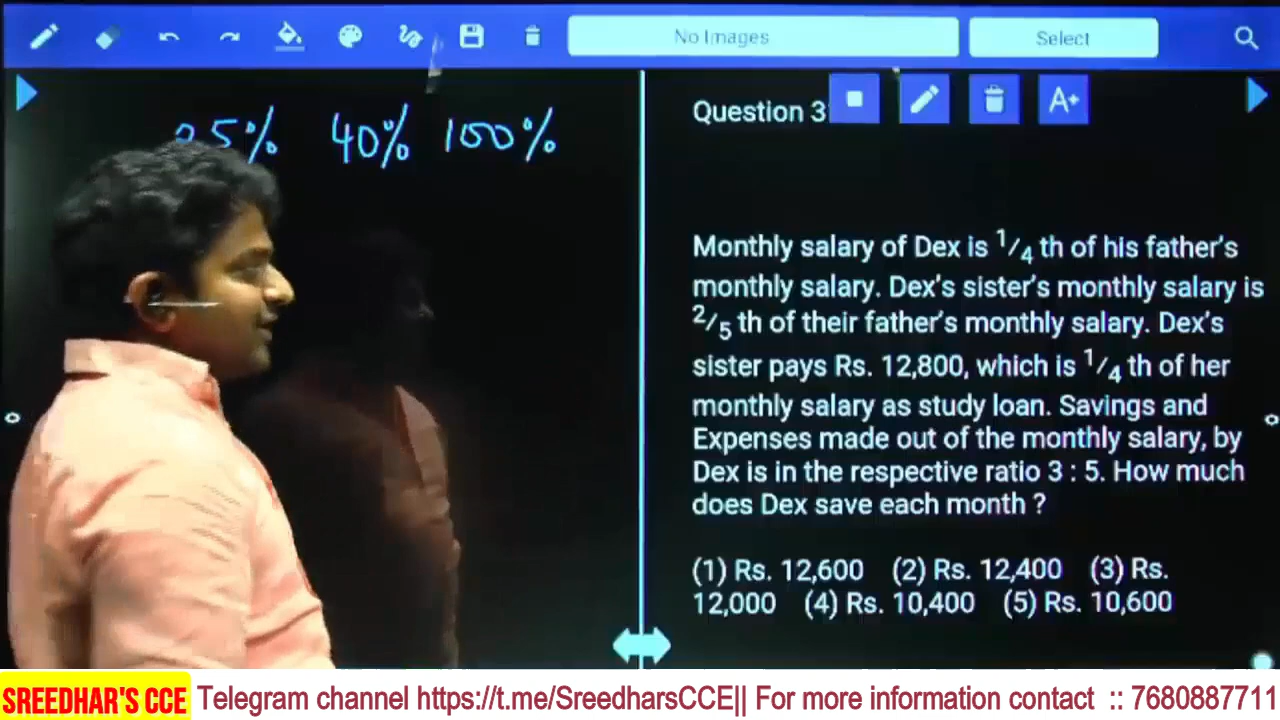 No Images
Select
25% 40% 100%
Question 3
A+
Monthly salary of Dex is 1/4 th of his father's
monthly salary. Dex's sister's monthly salary is
2/5 th of their father's monthly salary. Dex's
sister pays Rs. 12,800, which is 1/4 th of her
monthly salary as study loan. Savings and
Expenses made out of the monthly salary, by
Dex is in the respective ratio 3 : 5. How much
does Dex save each month ?
(1) Rs. 12,600 (2) Rs. 12,400 (3) Rs.
12,000 (4) Rs. 10,400 (5) Rs. 10,600
SREEDHAR'S CCE Telegram channel https://t.me/SreedharsCCE|| For more information contact :: 7680887711